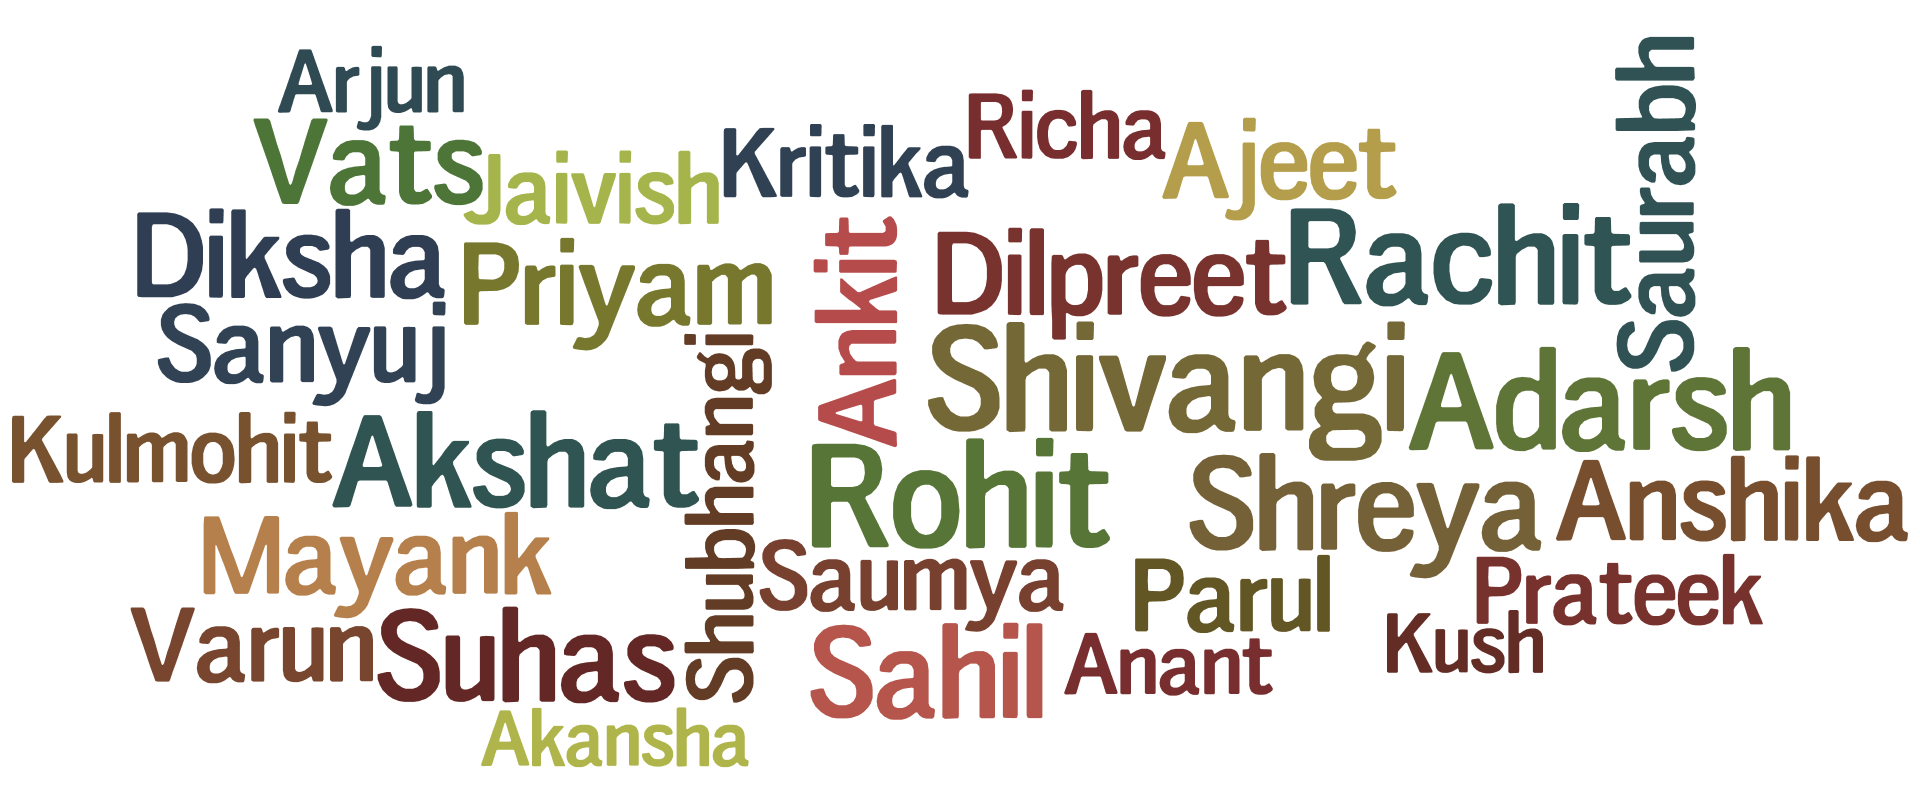 Arjun
Saurabh
Richa
Vats
Jaivish
Kritika
Ajeet
Diksha
Priyam
Ankit
Dilpreet
Rachit
Sanyuj
Shubhangi
Shivangi
Adarsh
Kulmohit
Akshat
Rohit
Shreya
Anshika
Mayank
Saumya
Parul
Prateek
Varun
Suhas
Sahil
Anant
Kush
Akansha